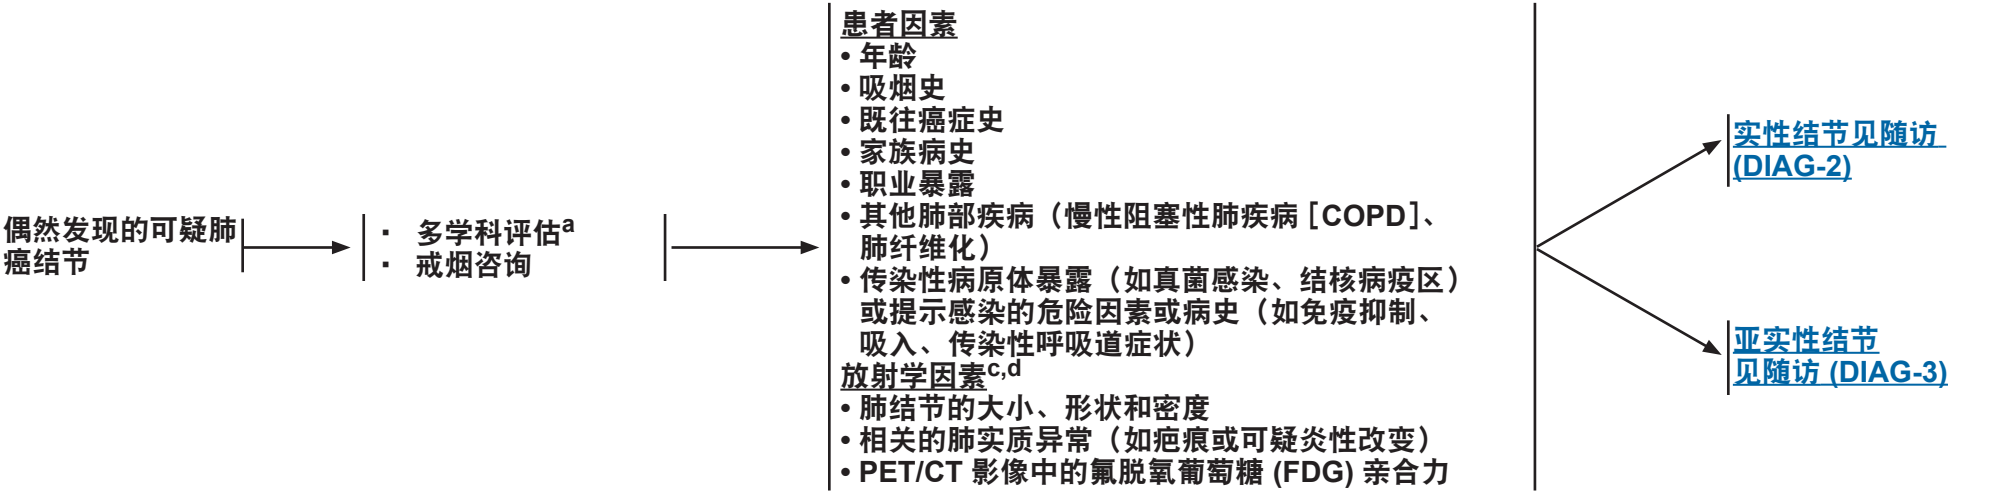 偶然发现的可疑肺
癌结节
▪ 多学科评估a
▪ 戒烟咨询
患者因素
• 年龄
• 吸烟史
• 既往癌症史
• 家族病史
• 职业暴露
• 其他肺部疾病（慢性阻塞性肺疾病 [COPD]、
肺纤维化）
• 传染性病原体暴露（如真菌感染、结核病疫区）
或提示感染的危险因素或病史（如免疫抑制、
吸入、传染性呼吸道症状）
放射学因素c,d
• 肺结节的大小、形状和密度
• 相关的肺实质异常（如疤痕或可疑炎性改变）
• PET/CT 影像中的氟脱氧葡萄糖 (FDG) 亲合力
实性结节见随访
(DIAG-2)
亚实性结节
见随访 (DIAG-3)